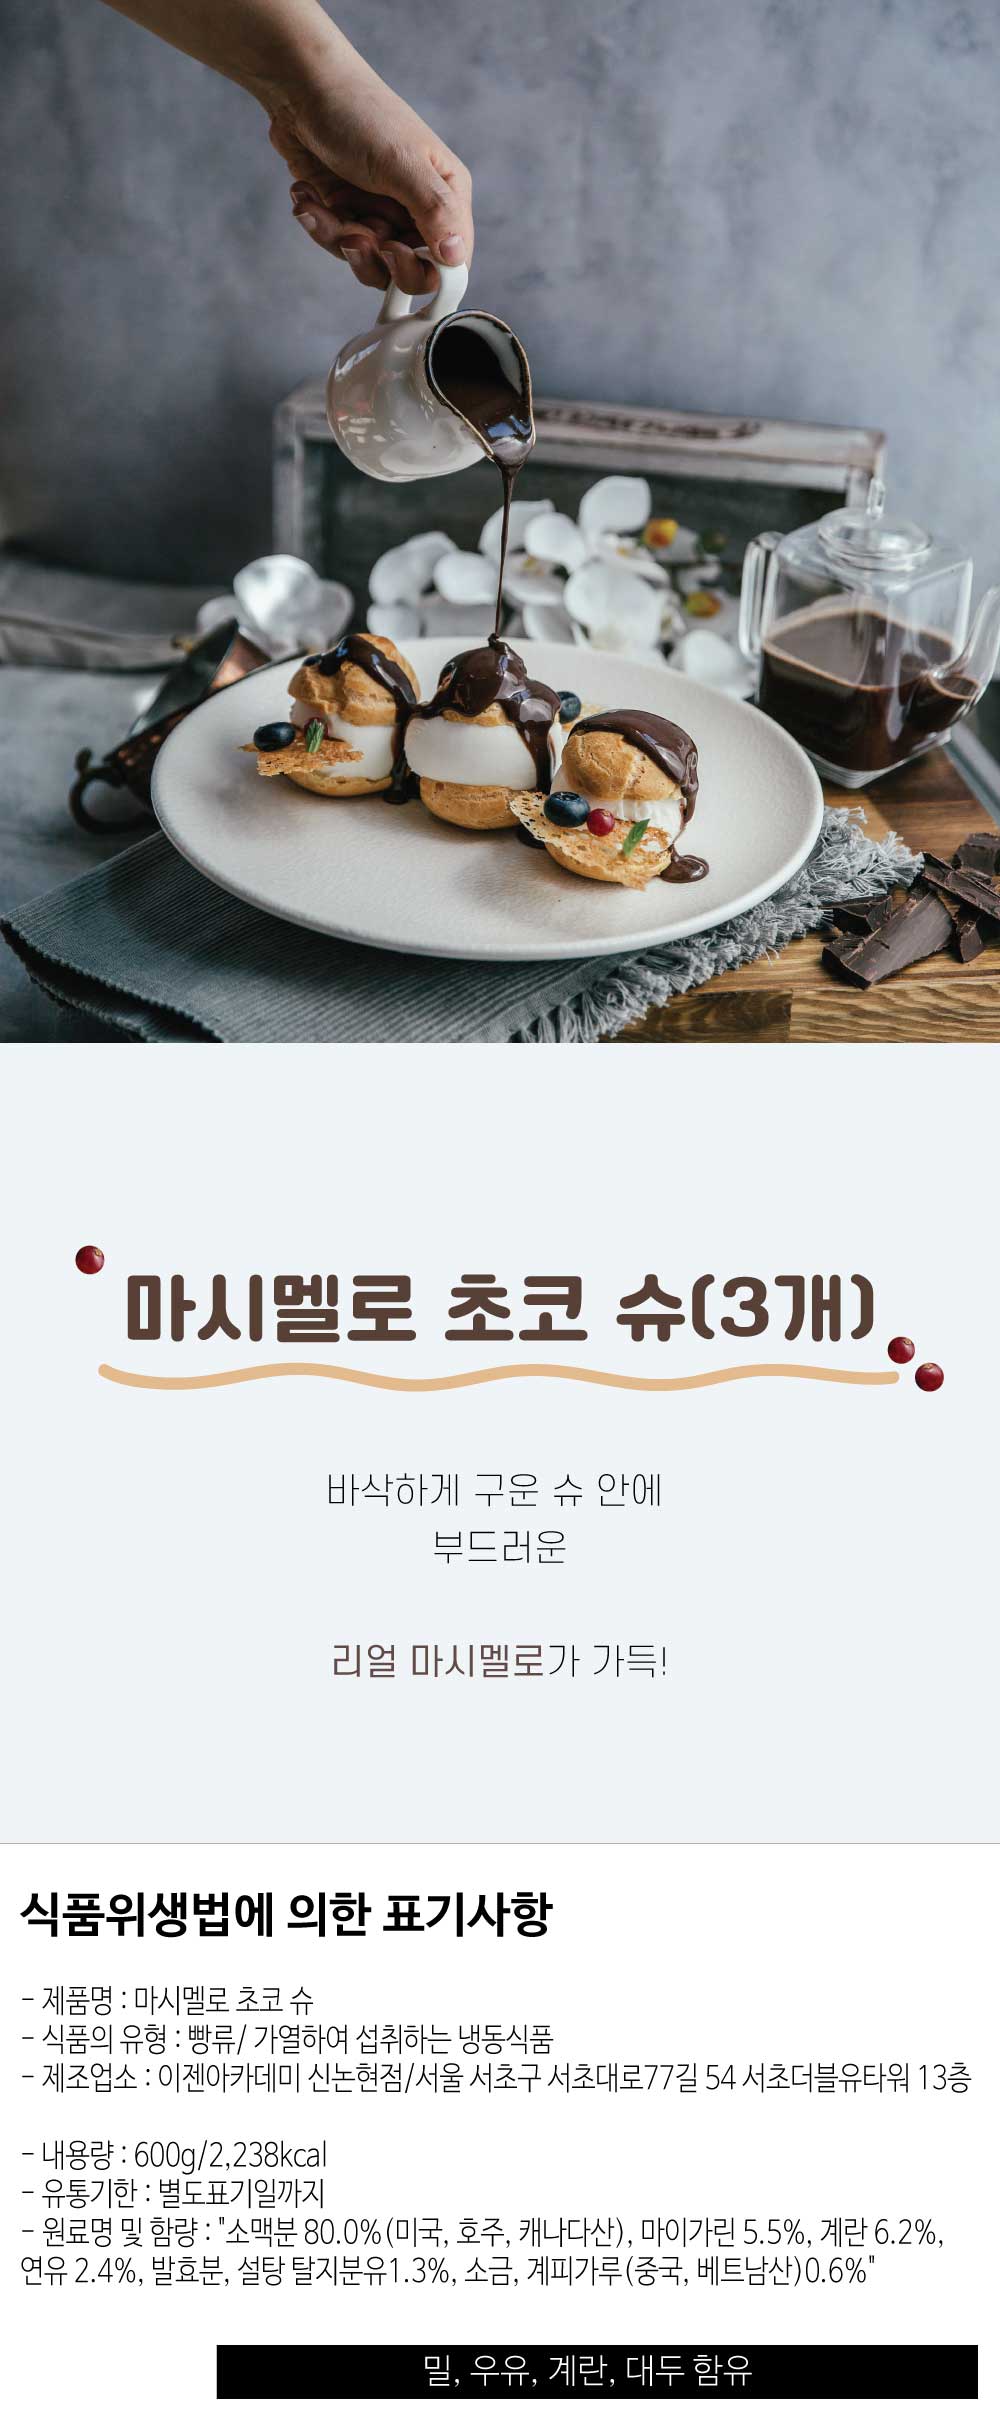 마시멜로 초코 슈(3개)
바삭하게 구운 슈 안에
부드러운
리얼 마시멜로가 가득!
식품위생법에 의한 표기사항
- 제품명 : 마시멜로 초코 슈
- 식품의 유형 : 빵류/ 가열하여 섭취하는 냉동식품
- 제조업소 : 이젠아카데미 신논현점/서울 서초구 서초대로77길 54 서초더블유타워 13층
- 내용량 : 600g/2,238kcal
- 유통기한 : 별도표기일까지
- 원료명 및 함량 : "소맥분 80.0%(미국, 호주, 캐나다산), 마이가린 5.5%, 계란 6.2%,
연유 2.4%, 발효분, 설탕 탈지분유1.3%, 소금, 계피가루(중국, 베트남산)0.6%"
밀, 우유, 계란, 대두 함유